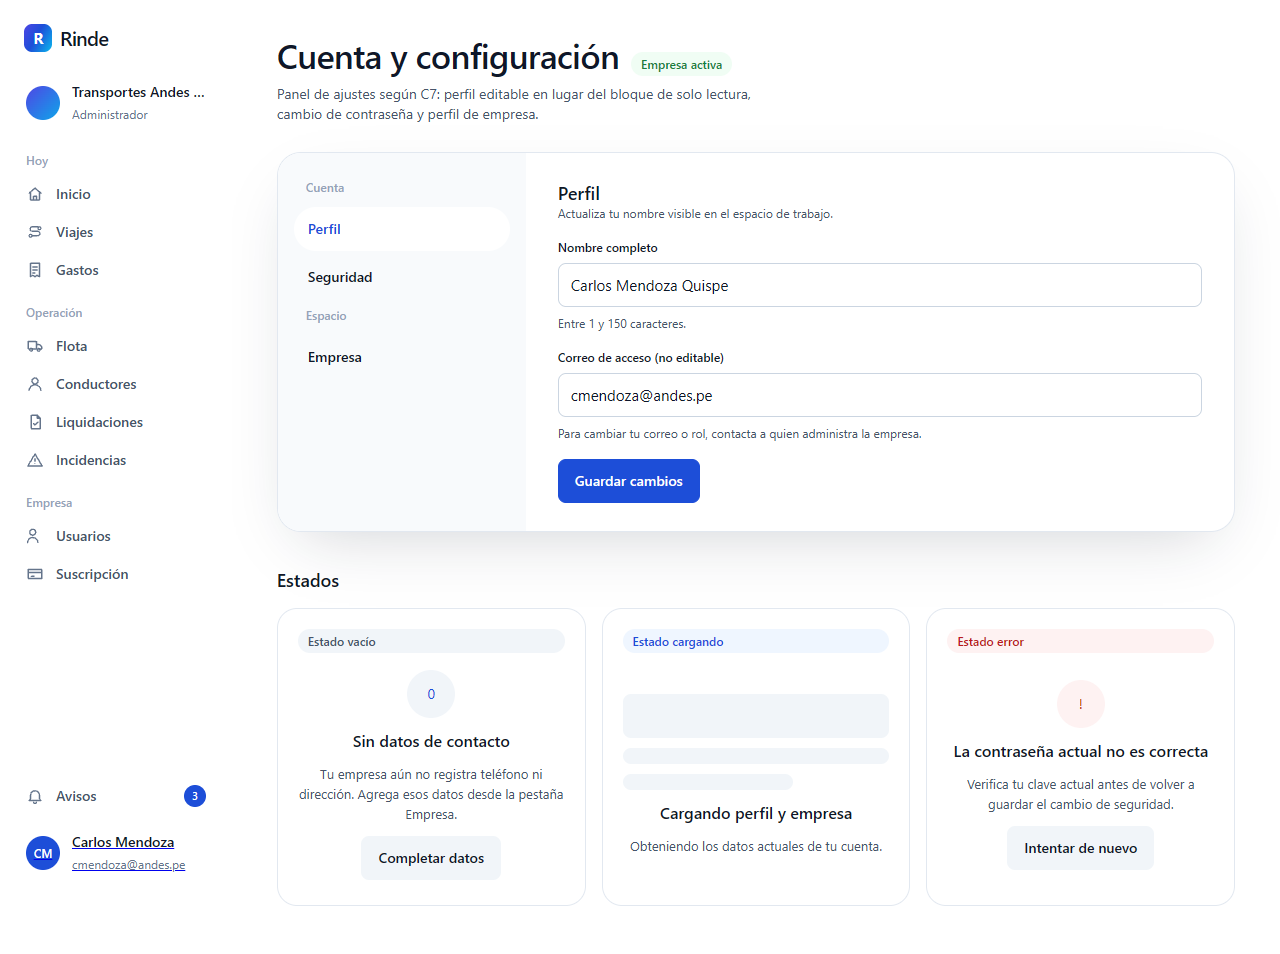 R Rinde
Transportes Andes ...
Administrador
Hoy
Inicio
Viajes
Gastos
Operación
Flota
Conductores
Liquidaciones
Incidencias
Empresa
Usuarios
Suscripción
Avisos 3
CM Carlos Mendoza
cmendoza@andes.pe
Cuenta y configuración Empresa activa
Panel de ajustes según C7: perfil editable en lugar del bloque de solo lectura,
cambio de contraseña y perfil de empresa.
Cuenta
Perfil
Seguridad
Espacio
Empresa
Perfil
Actualiza tu nombre visible en el espacio de trabajo.
Nombre completo
Carlos Mendoza Quispe
Entre 1 y 150 caracteres.
Correo de acceso (no editable)
cmendoza@andes.pe
Para cambiar tu correo o rol, contacta a quien administra la empresa.
Guardar cambios
Estados
Estado vacío
0
Sin datos de contacto
Tu empresa aún no registra teléfono ni
dirección. Agrega esos datos desde la pestaña
Empresa.
Completar datos
Estado cargando
Cargando perfil y empresa
Obteniendo los datos actuales de tu cuenta.
Estado error
!
La contraseña actual no es correcta
Verifica tu clave actual antes de volver a
guardar el cambio de seguridad.
Intentar de nuevo